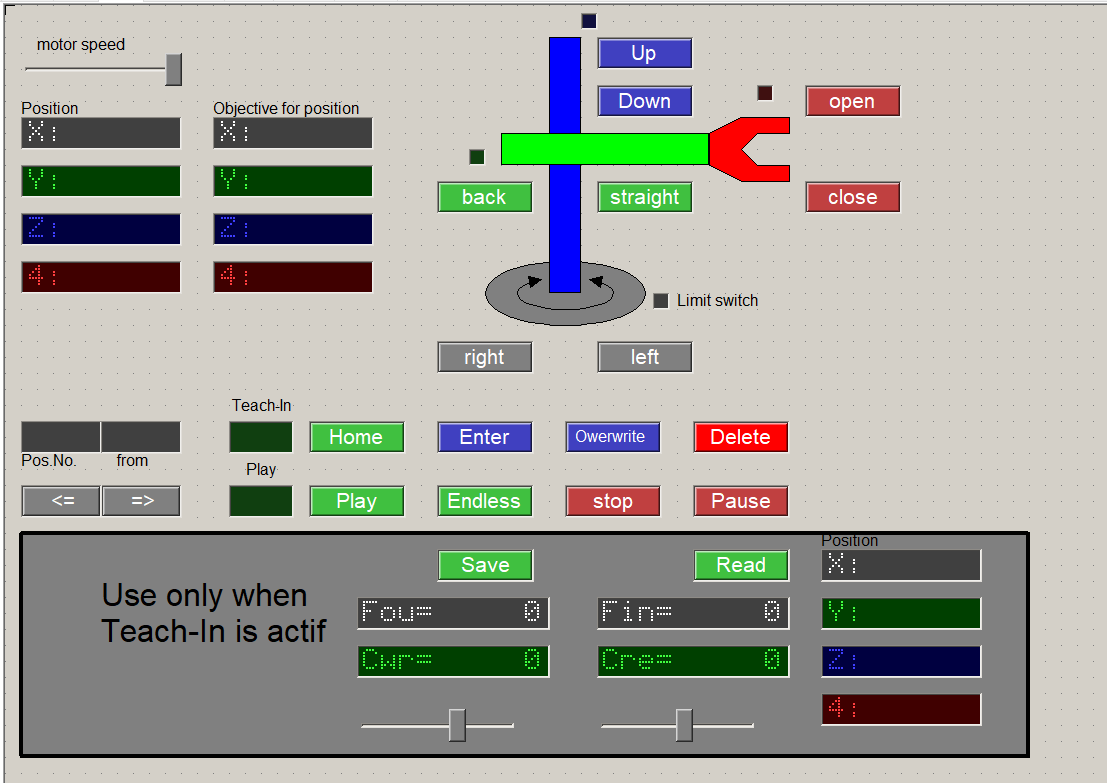 motor speed
Up
Down
open
Position
Objective for position
X:
X:
Y:
Y:
back
straight
close
Z:
Z:
4:
4:
Limit switch
right
left
Teach-In
Home
Enter
Owerwrite
Delete
Pos.No.
from
Play
<=
=>
Play
Endless
stop
Pause
Position
Save
Read
X:
Use only when
Teach-In is actif
Fou= 0
Fin= 0
Y:
Cwr= 0
Cre= 0
Z:
4: